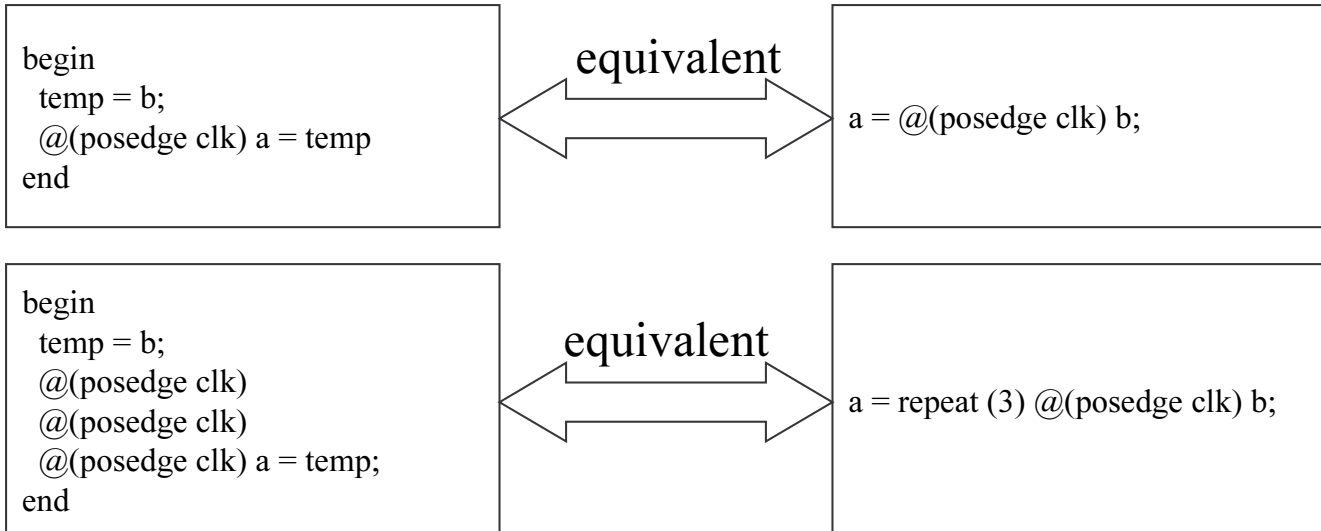 begin
temp = b;
@(posedge clk) a = temp
end
equivalent
a = @(posedge clk) b;
begin
temp = b;
@(posedge clk)
@(posedge clk)
@(posedge clk) a = temp;
end
equivalent
a = repeat (3) @(posedge clk) b;